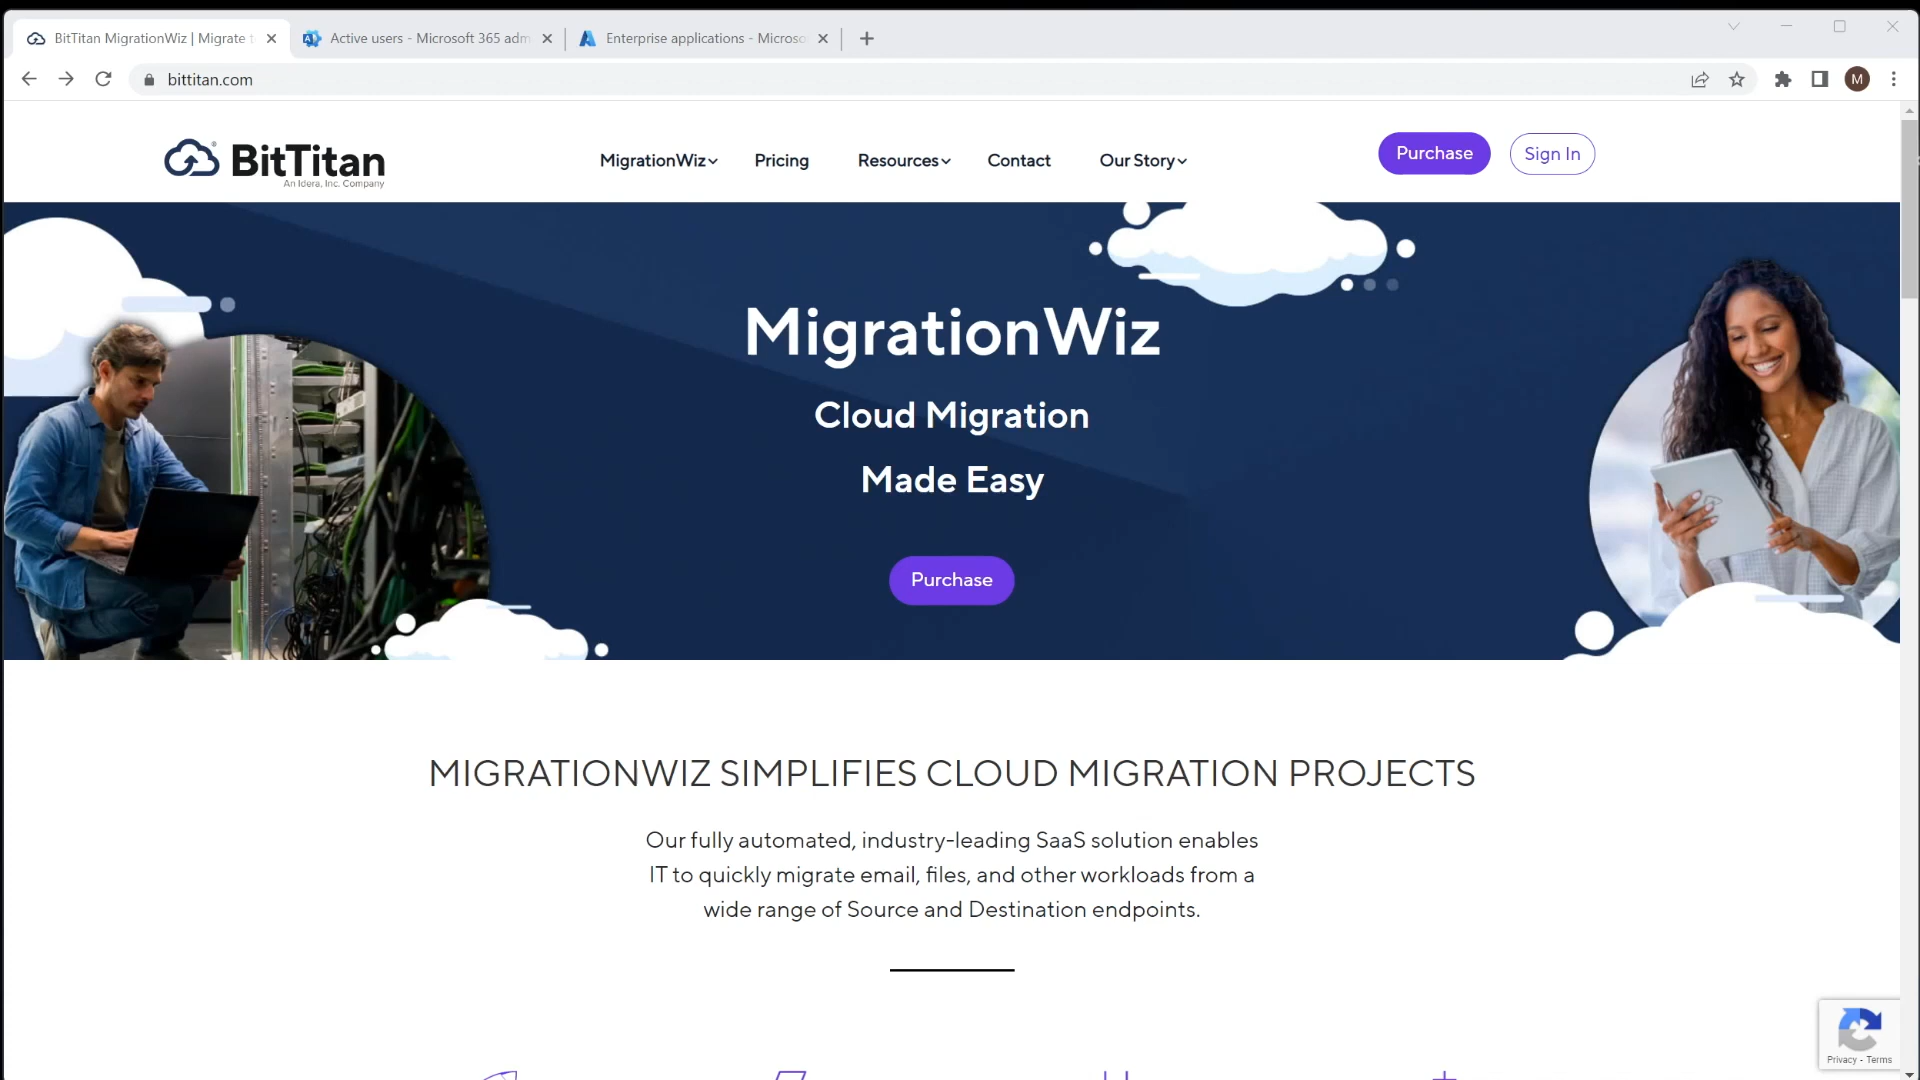 BitTitan MigrationWiz | Migrate t
Active users - Microsoft 365 adm
Enterprise applications - Microso
bittitan.com
M
BitTitan
An Idera, Inc. Company
MigrationWiz
Pricing
Resources
Contact
Our Story
Purchase
Sign In
MigrationWiz
Cloud Migration
Made Easy
Purchase
MIGRATIONWIZ SIMPLIFIES CLOUD MIGRATION PROJECTS
Our fully automated, industry-leading SaaS solution enables
IT to quickly migrate email, files, and other workloads from a
wide range of Source and Destination endpoints.
Privacy - Terms